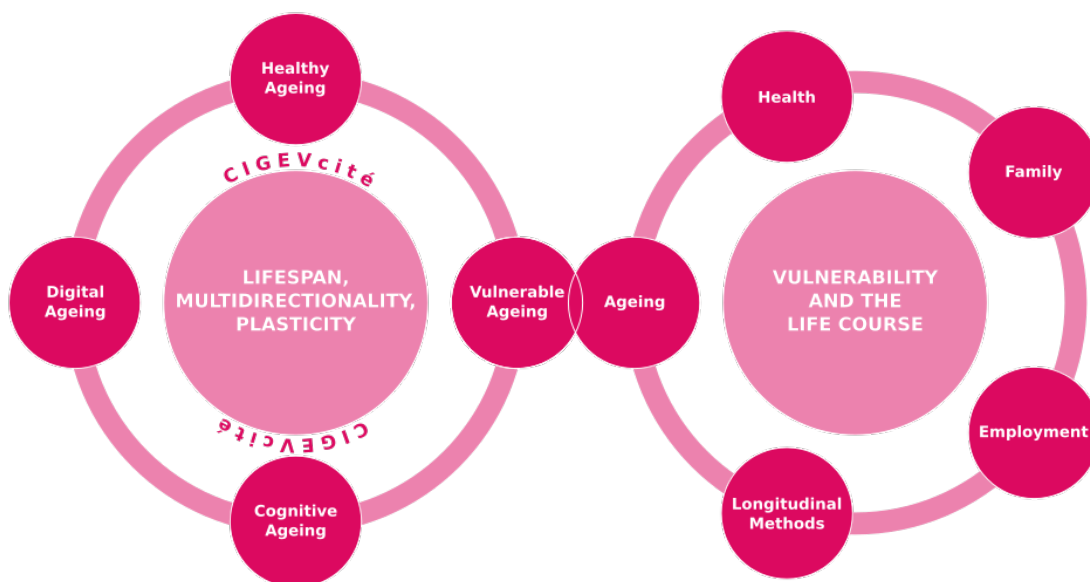 Healthy
Ageing
CIGEVcité
Digital
Ageing
LIFESPAN,
MULTIDIRECTIONALITY,
PLASTICITY
Vulnerable
Ageing
CIGEVcité
Cognitive
Ageing
Health
Family
Ageing
VULNERABILITY
AND THE
LIFE COURSE
Employment
Longitudinal
Methods